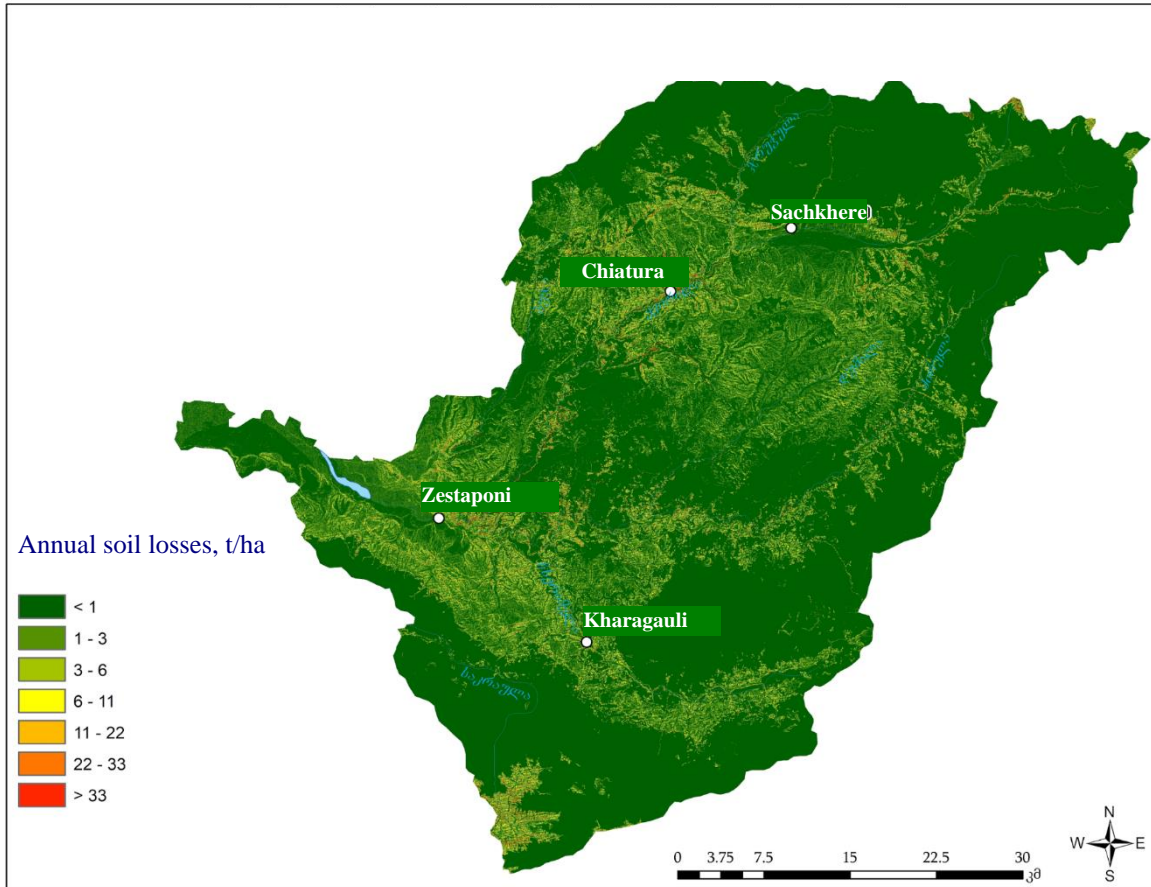 Sachkhere
Chiatura
Zestaponi
Annual soil losses, t/ha
Kharagauli
< 1
1 - 3
3 - 6
6 - 11
11 - 22
22 - 33
> 33
N
W E
S
0 3.75 7.5 15 22.5 30
კმ